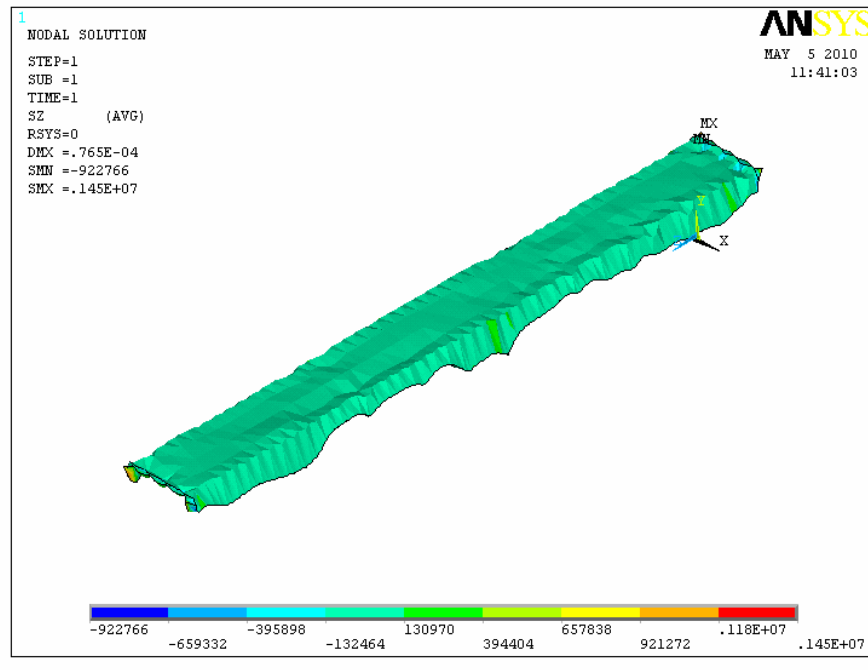 1
NODAL SOLUTION
STEP=1
SUB =1
TIME=1
SZ (AVG)
RSYS=0
DMX =.765E-04
SMN =-922766
SMX =.145E+07
ANSYS
MAY 5 2010
11:41:03
MX
MN
Y
X
-922766 -395898 130970 657838 .118E+07
-659332 -132464 394404 921272 .145E+07